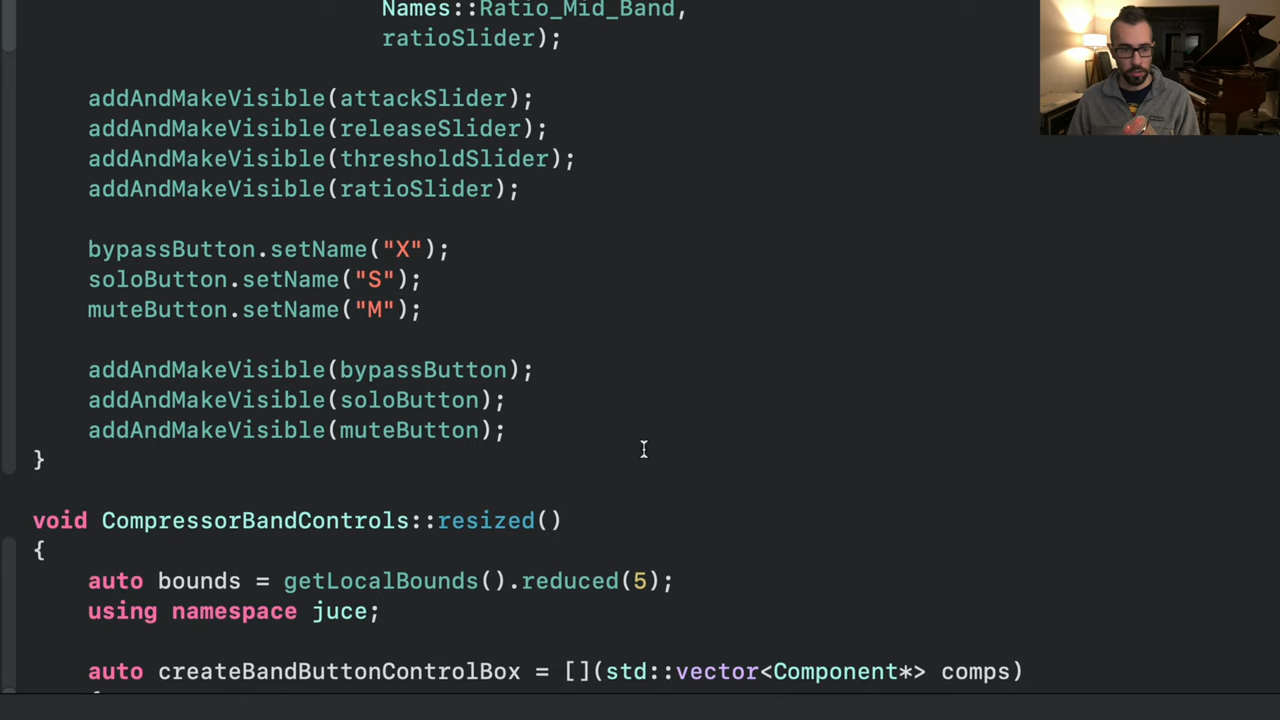 Names::Ratio_Mid_Band,
ratioSlider);
addAndMakeVisible(attackSlider);
addAndMakeVisible(releaseSlider);
addAndMakeVisible(thresholdSlider);
addAndMakeVisible(ratioSlider);
bypassButton.setName("X");
soloButton.setName("S");
muteButton.setName("M");
addAndMakeVisible(bypassButton);
addAndMakeVisible(soloButton);
addAndMakeVisible(muteButton);
}
void CompressorBandControls::resized()
{
auto bounds = getLocalBounds().reduced(5);
using namespace juce;
auto createBandButtonControlBox = [](std::vector<Component*> comps)